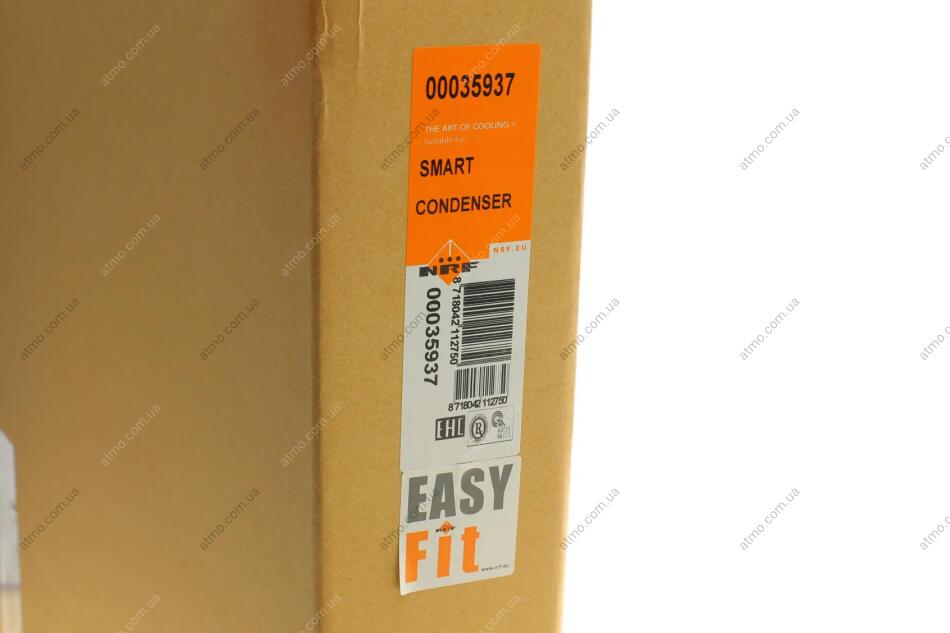 00035937
THE ART OF COOLING >
Suitable for:
SMART
CONDENSER
NRF.EU
NRF
00035937
8 718042 112750
8 718042 112750
EAC
EASY
Fit
www.nrf.eu
atmo.com.ua